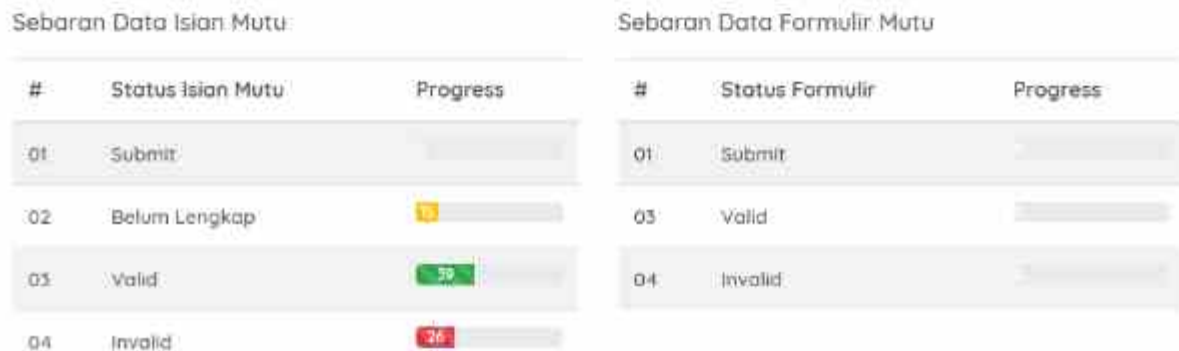 Sebaran Data Isian Mutu
# Status Isian Mutu Progress
01 Submit
02 Belum Lengkap
03 Valid 39
04 Invalid 26
Sebaran Data Formulir Mutu
# Status Formulir Progress
01 Submit
03 Valid
04 Invalid